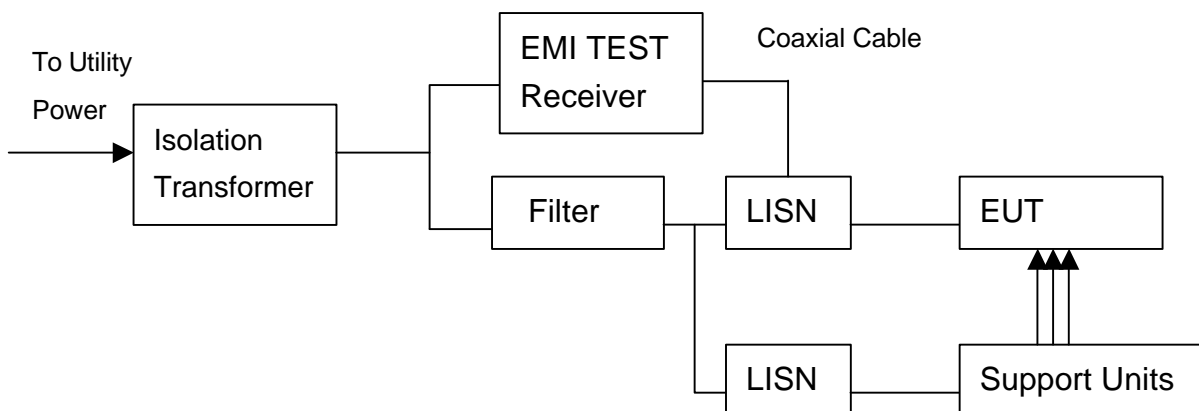 To Utility
Power
Isolation
Transformer
EMI TEST
Receiver
Coaxial Cable
Filter
LISN
EUT
LISN
Support Units